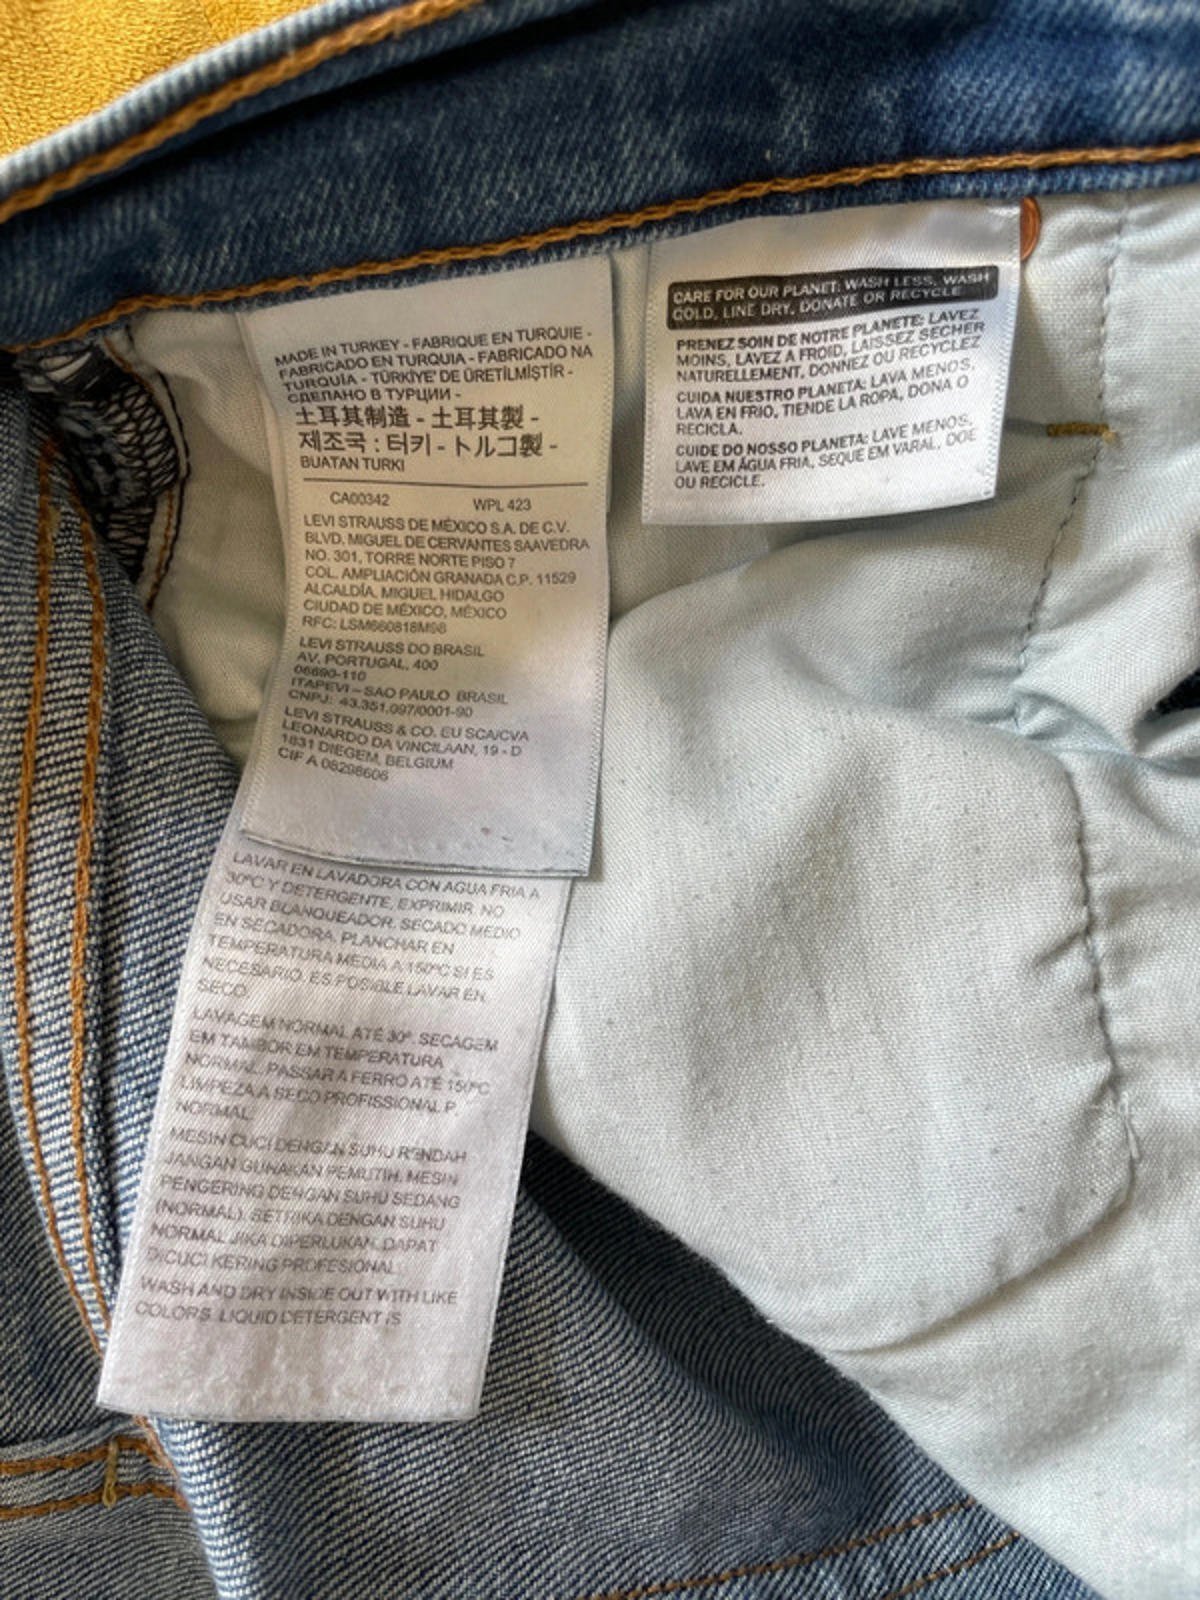 MADE IN TURKEY - FABRIQUE EN TURQUIE -
FABRICADO EN TURQUIA - FABRICADO NA
TURQUIA - TÜRKİYE' DE ÜRETİLMİŞTİR -
СДЕЛАНО В ТУРЦИИ -
土耳其制造 - 土耳其製 -
제조국 : 터키 - トルコ製 -
BUATAN TURKI
CA00342 WPL 423
LEVI STRAUSS DE MÉXICO S.A. DE C.V.
BLVD. MIGUEL DE CERVANTES SAAVEDRA
NO. 301, TORRE NORTE PISO 7
COL. AMPLIACIÓN GRANADA C.P. 11529
ALCALDÍA. MIGUEL HIDALGO
CIUDAD DE MÉXICO, MÉXICO
RFC: LSM660818M98
LEVI STRAUSS DO BRASIL
AV. PORTUGAL, 400
06690-110
ITAPEVI – SAO PAULO BRASIL
CNPJ: 43.351.097/0001-90
LEVI STRAUSS & CO. EU SCA/CVA
LEONARDO DA VINCILAAN, 19 - D
1831 DIEGEM, BELGIUM
CIF A 08298606
LAVAR EN LAVADORA CON AGUA FRIA A
30ºC Y DETERGENTE, EXPRIMIR. NO
USAR BLANQUEADOR. SECADO MEDIO
EN SECADORA. PLANCHAR EN
TEMPERATURA MEDIA A 150ºC SI ES
NECESARIO. ES POSIBLE LAVAR EN
SECO.
LAVAGEM NORMAL ATÉ 30º. SECAGEM
EM TAMBOR EM TEMPERATURA
NORMAL. PASSAR A FERRO ATÉ 150ºC
LIMPEZA A SECO PROFISSIONAL P
NORMAL.
MESIN CUCI DENGAN SUHU RENDAH
JANGAN GUNAKAN PEMUTIH. MESIN
PENGERING DENGAN SUHU SEDANG
(NORMAL). SETRIKA DENGAN SUHU
NORMAL JIKA DIPERLUKAN. DAPAT
DICUCI KERING PROFESIONAL
WASH AND DRY INSIDE OUT WITH LIKE
COLORS. LIQUID DETERGENT IS
CARE FOR OUR PLANET: WASH LESS, WASH
COLD, LINE DRY, DONATE OR RECYCLE
PRENEZ SOIN DE NOTRE PLANETE: LAVEZ
MOINS, LAVEZ A FROID, LAISSEZ SECHER
NATURELLEMENT, DONNEZ OU RECYCLEZ
CUIDA NUESTRO PLANETA: LAVA MENOS,
LAVA EN FRIO, TIENDE LA ROPA, DONA O
RECICLA.
CUIDE DO NOSSO PLANETA: LAVE MENOS,
LAVE EM ÁGUA FRIA, SEQUE EM VARAL, DOE
OU RECICLE.